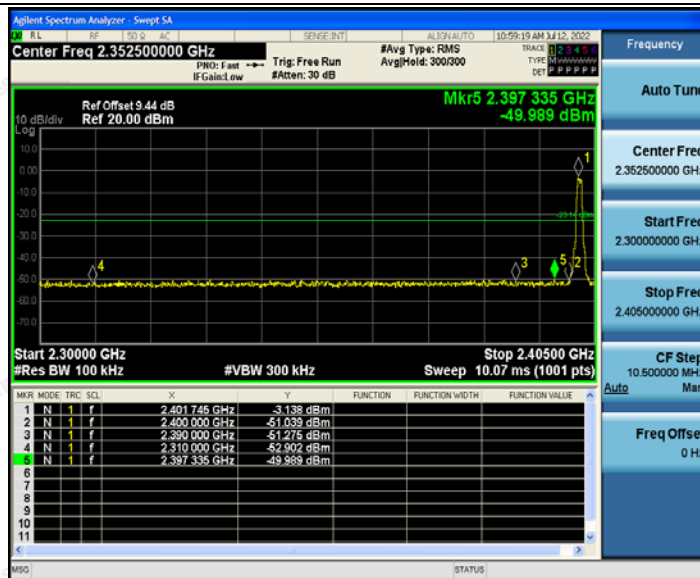 Agilent Spectrum Analyzer - Swept SA
RL RF 50 Ω AC SENSE:INT ALIGNAUTO 10:59:19 AM Jul 12, 2022
Center Freq 2.352500000 GHz
PNO: Fast
IFGain:Low
Trig: Free Run
#Atten: 30 dB
#Avg Type: RMS
Avg|Hold: 300/300
TRACE 1 2 3 4 5 6
TYPE M
DET P P P P P P
Ref Offset 9.44 dB
10 dB/div Ref 20.00 dBm
Log
Mkr5 2.397 335 GHz
-49.989 dBm
10.0
0.00
-10.0
-20.0
-30.0
-40.0
-50.0
-60.0
-70.0
1
4
3
5
2
Start 2.30000 GHz Stop 2.40500 GHz
#Res BW 100 kHz #VBW 300 kHz Sweep 10.07 ms (1001 pts)
MKR MODE TRC SCL X Y FUNCTION FUNCTION WIDTH FUNCTION VALUE
1 N 1 f 2.401 745 GHz -3.138 dBm
2 N 1 f 2.400 000 GHz -51.039 dBm
3 N 1 f 2.390 000 GHz -51.275 dBm
4 N 1 f 2.310 000 GHz -52.902 dBm
5 N 1 f 2.397 335 GHz -49.989 dBm
6
7
8
9
10
11
MSG STATUS
Frequency
Auto Tune
Center Freq
2.352500000 GHz
Start Freq
2.300000000 GHz
Stop Freq
2.405000000 GHz
CF Step
10.500000 MHz
Auto Man
Freq Offset
0 Hz